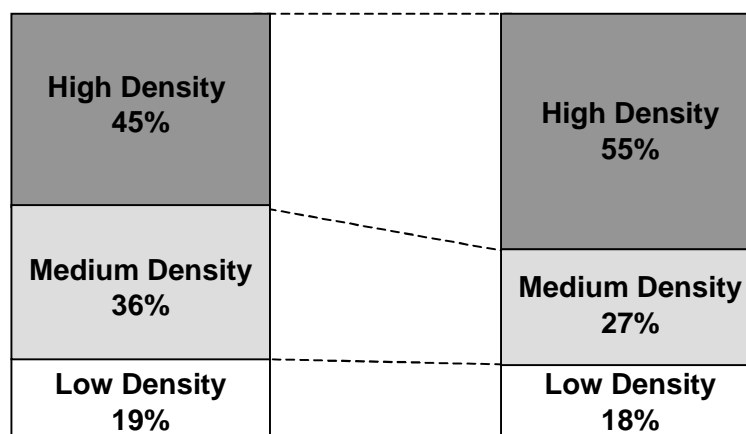 High Density
45%
Medium Density
36%
Low Density
19%
High Density
55%
Medium Density
27%
Low Density
18%